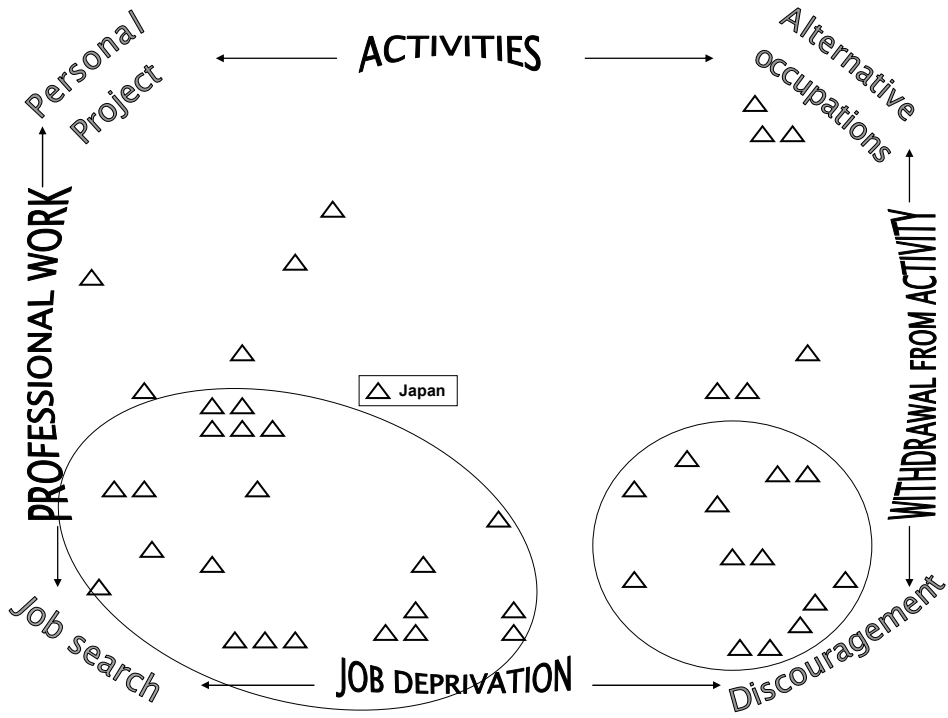 Personal
Project
ACTIVITIES
Alternative
occupations
PROFESSIONAL WORK
WITHDRAWAL FROM ACTIVITY
Japan
Job search
JOB DEPRIVATION
Discouragement